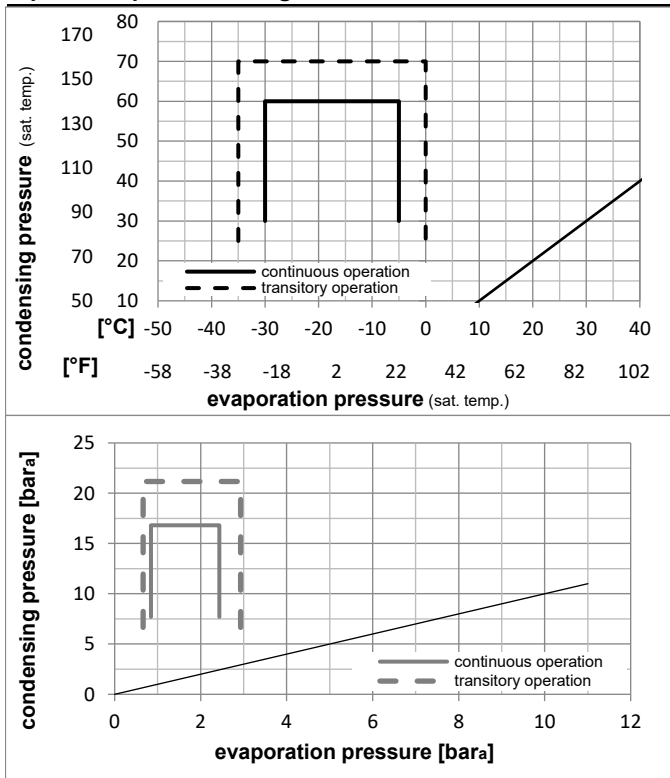 170 80
150 70
60
130
50
110
40
90
30
70 20
50 10
condensing pressure (sat. temp.)
continuous operation
transitory operation
[°C] -50 -40 -30 -20 -10 0 10 20 30 40
[°F] -58 -38 -18 2 22 42 62 82 102
evaporation pressure (sat. temp.)
25
20
15
10
5
0
condensing pressure [bara]
continuous operation
transitory operation
0 2 4 6 8 10 12
evaporation pressure [bara]